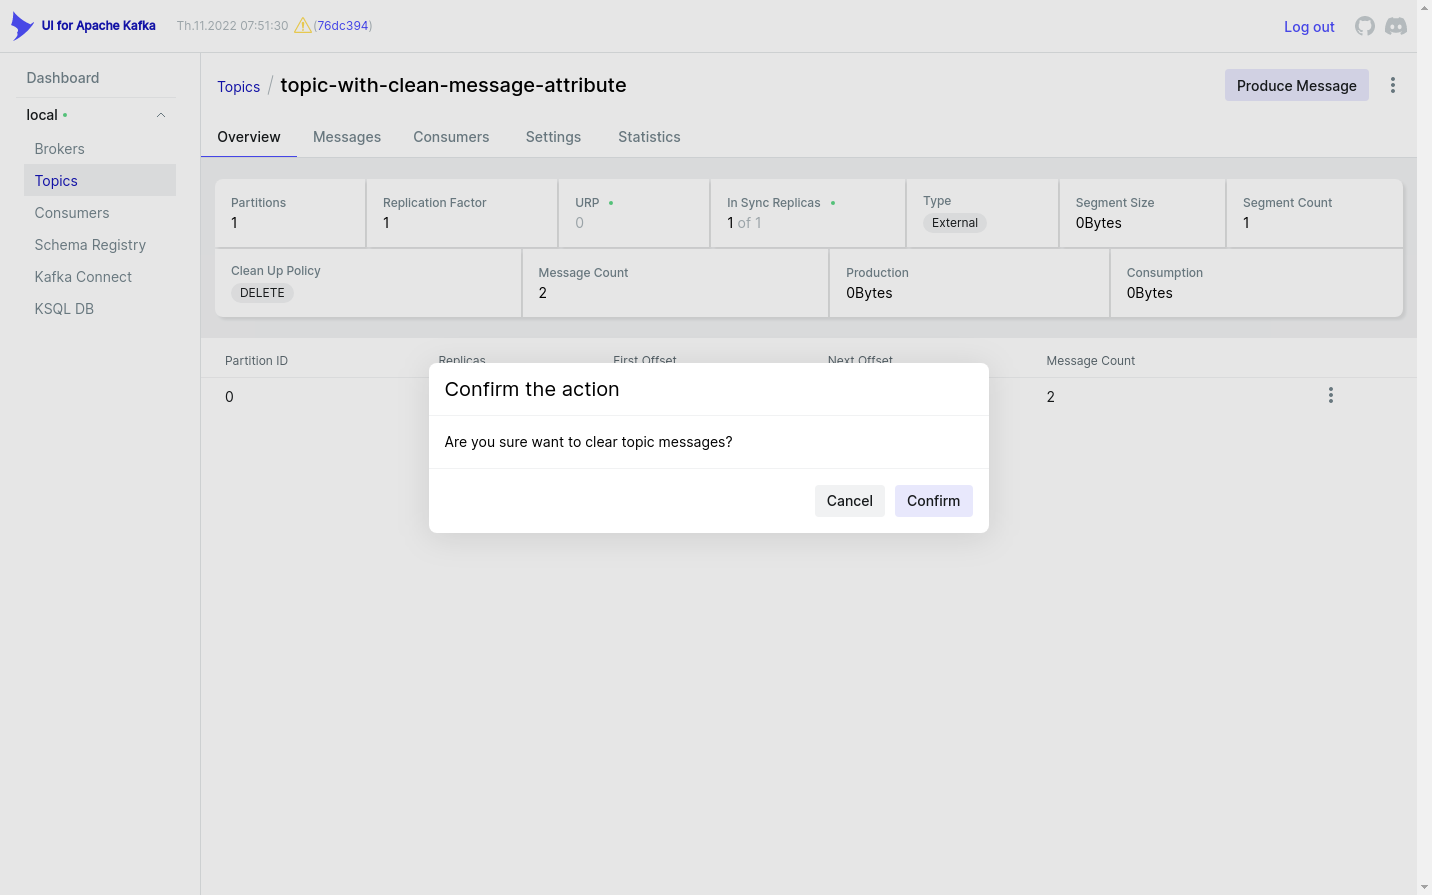 UI for Apache Kafka Th.11.2022 07:51:30 (76dc394) Log out
Dashboard
local
Brokers
Topics
Consumers
Schema Registry
Kafka Connect
KSQL DB
Topics / topic-with-clean-message-attribute Produce Message
Overview Messages Consumers Settings Statistics
Partitions Replication Factor URP In Sync Replicas Type Segment Size Segment Count
1 1 0 1 of 1 External 0Bytes 1
Clean Up Policy Message Count Production Consumption
DELETE 2 0Bytes 0Bytes
Partition ID Replicas First Offset Next Offset Message Count
0 2
Confirm the action
Are you sure want to clear topic messages?
Cancel Confirm